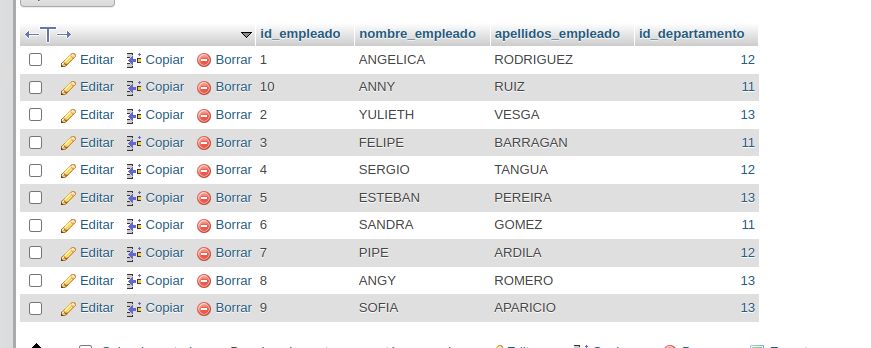 id_empleado nombre_empleado apellidos_empleado id_departamento
Editar Copiar Borrar 1 ANGELICA RODRIGUEZ 12
Editar Copiar Borrar 10 ANNY RUIZ 11
Editar Copiar Borrar 2 YULIETH VESGA 13
Editar Copiar Borrar 3 FELIPE BARRAGAN 11
Editar Copiar Borrar 4 SERGIO TANGUA 12
Editar Copiar Borrar 5 ESTEBAN PEREIRA 13
Editar Copiar Borrar 6 SANDRA GOMEZ 11
Editar Copiar Borrar 7 PIPE ARDILA 12
Editar Copiar Borrar 8 ANGY ROMERO 13
Editar Copiar Borrar 9 SOFIA APARICIO 13